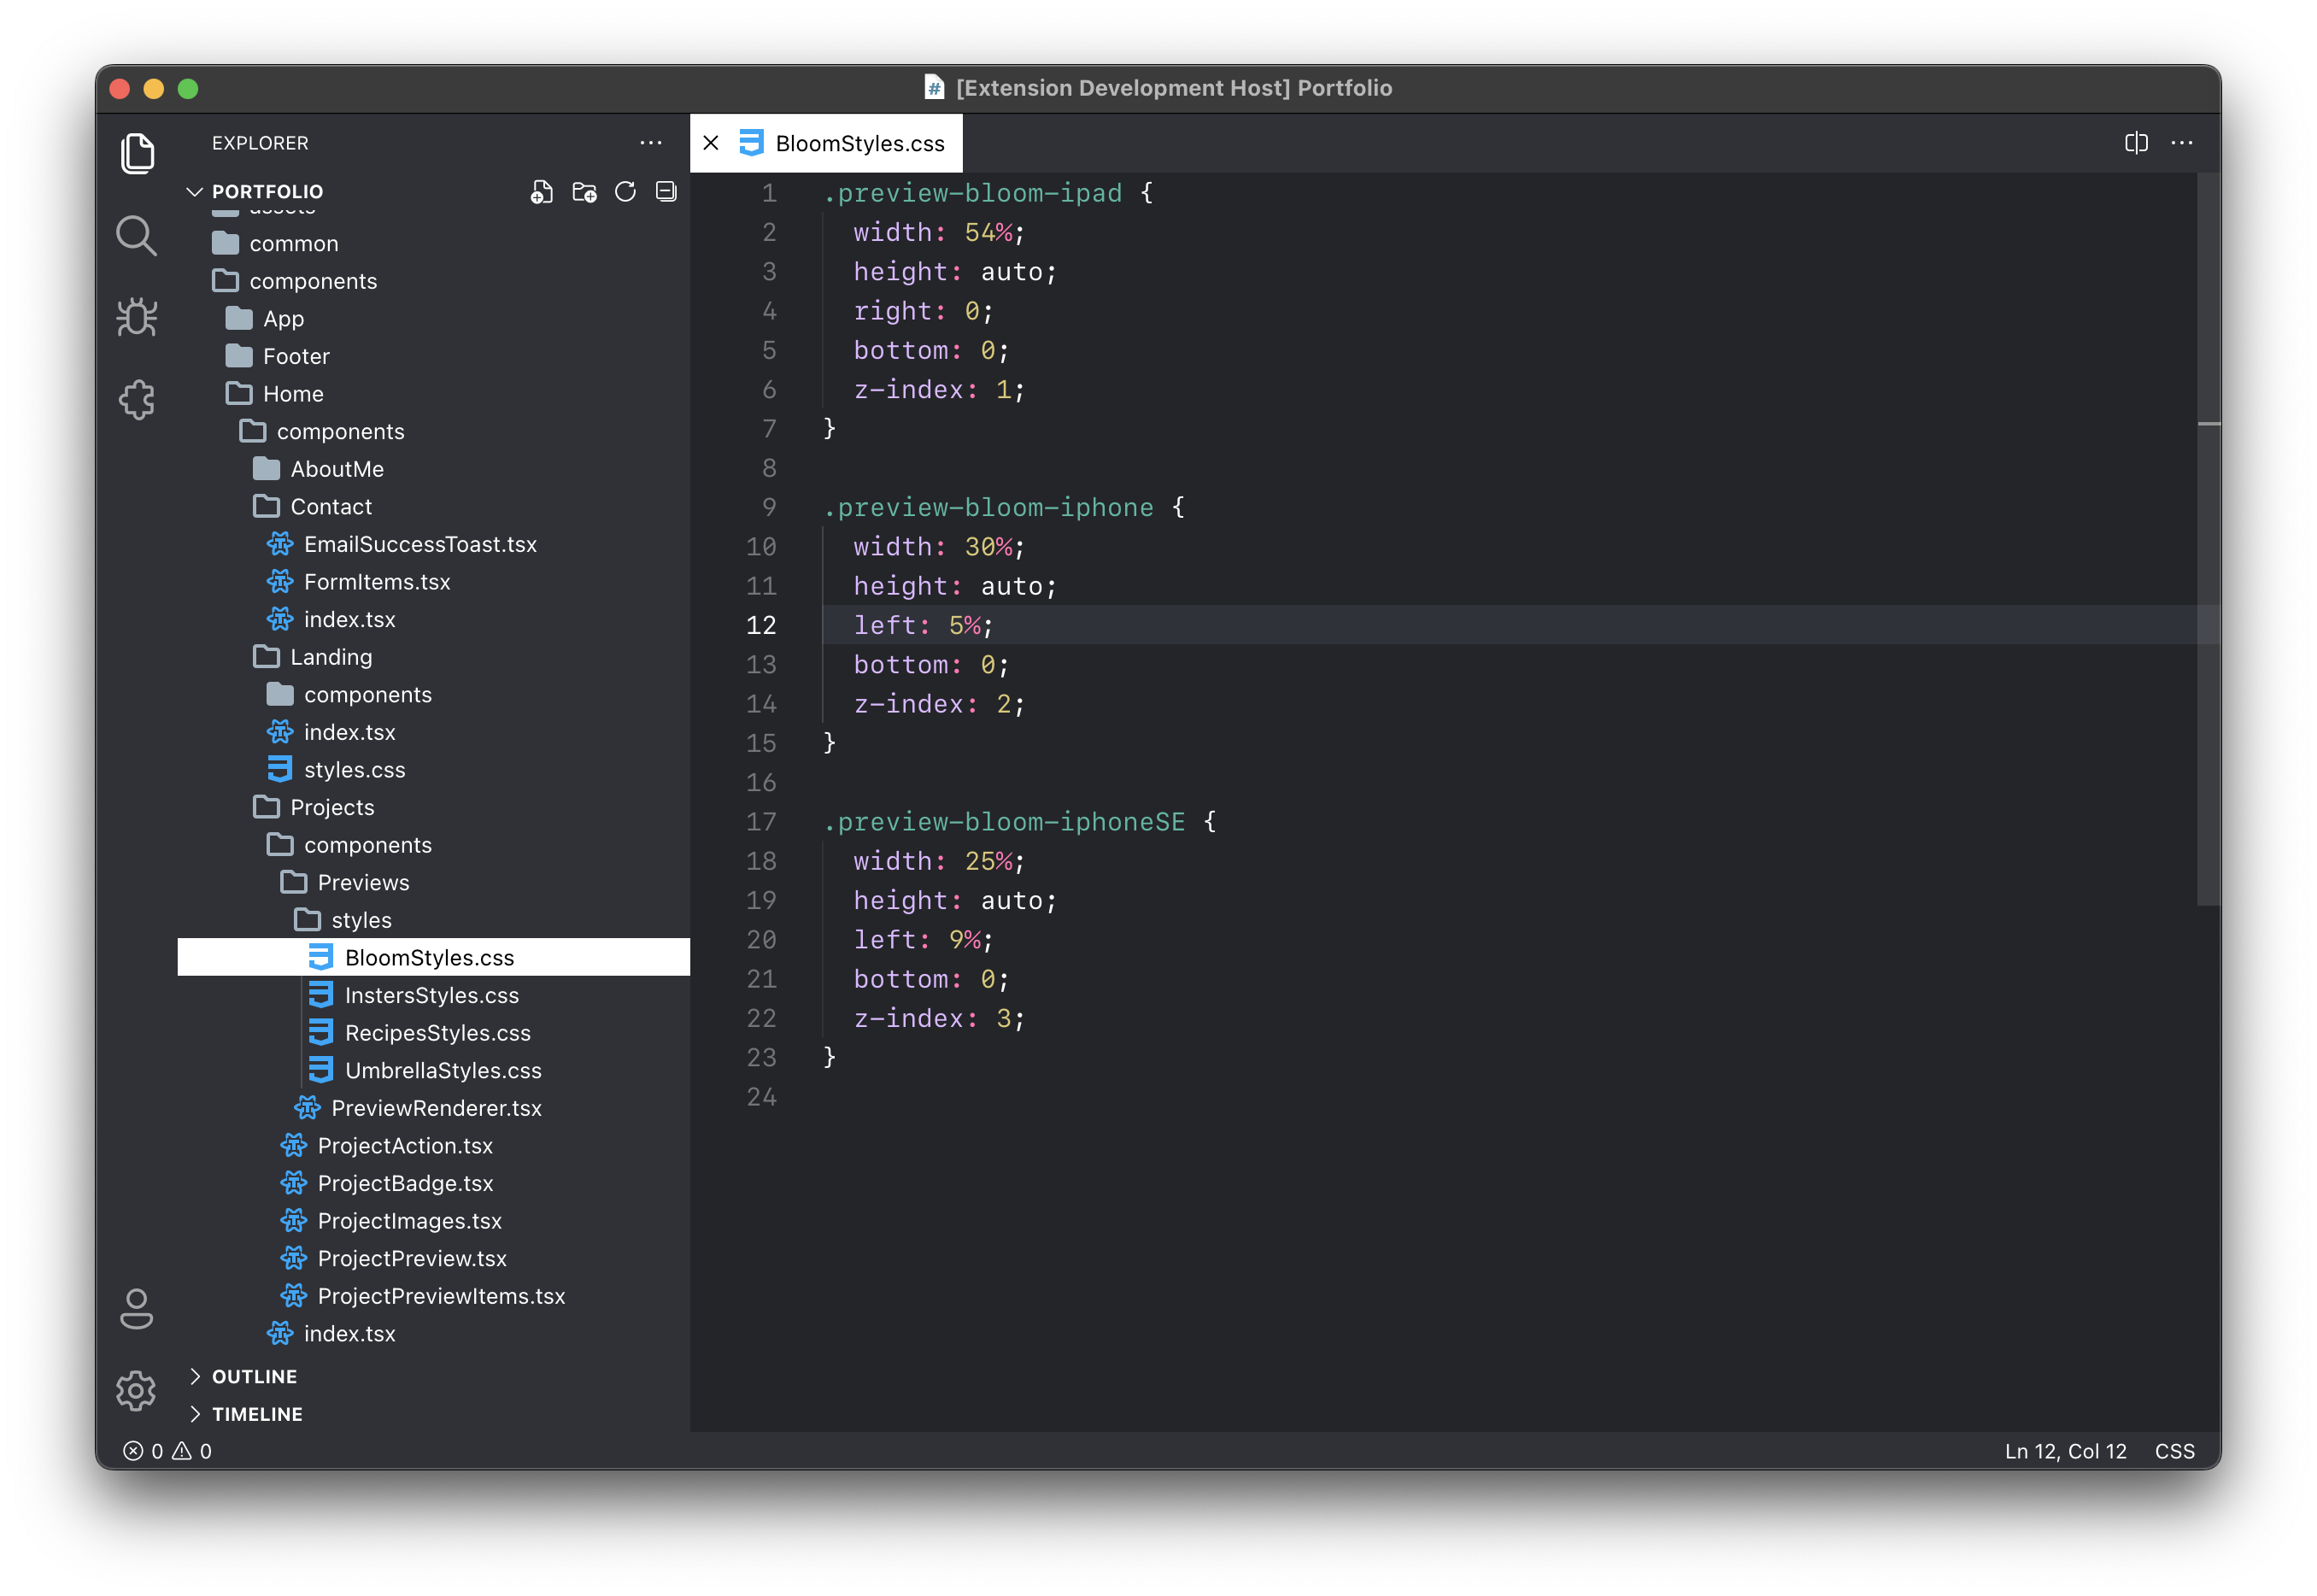 [Extension Development Host] Portfolio
EXPLORER
PORTFOLIO
assets
common
components
App
Footer
Home
components
AboutMe
Contact
EmailSuccessToast.tsx
FormItems.tsx
index.tsx
Landing
components
index.tsx
styles.css
Projects
components
Previews
styles
BloomStyles.css
InstersStyles.css
RecipesStyles.css
UmbrellaStyles.css
PreviewRenderer.tsx
ProjectAction.tsx
ProjectBadge.tsx
ProjectImages.tsx
ProjectPreview.tsx
ProjectPreviewItems.tsx
index.tsx
OUTLINE
TIMELINE
BloomStyles.css
1 .preview-bloom-ipad {
2 width: 54%;
3 height: auto;
4 right: 0;
5 bottom: 0;
6 z-index: 1;
7 }
8
9 .preview-bloom-iphone {
10 width: 30%;
11 height: auto;
12 left: 5%;
13 bottom: 0;
14 z-index: 2;
15 }
16
17 .preview-bloom-iphoneSE {
18 width: 25%;
19 height: auto;
20 left: 9%;
21 bottom: 0;
22 z-index: 3;
23 }
24
0 0
Ln 12, Col 12 CSS